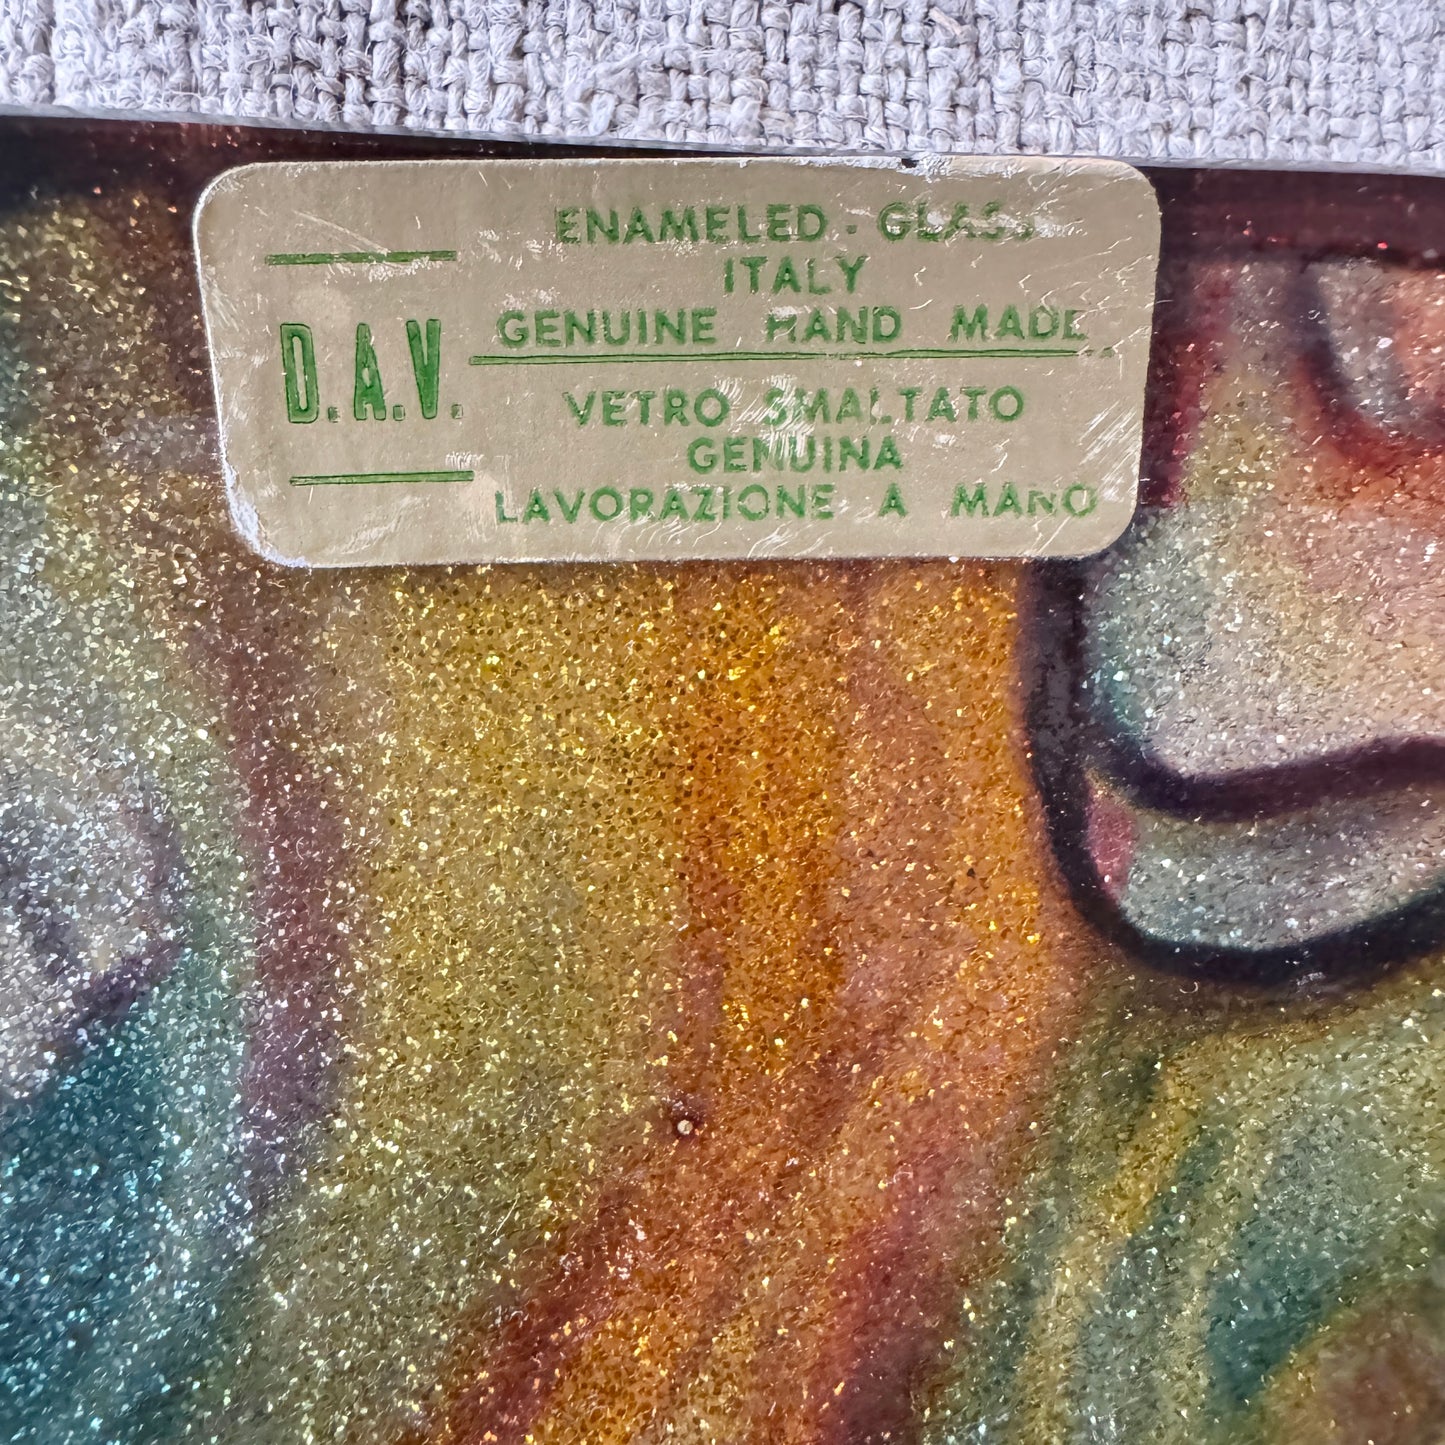 D.A.V.
ENAMELED . GLASS
ITALY
GENUINE HAND MADE
VETRO SMALTATO
GENUINA
LAVORAZIONE A MANO